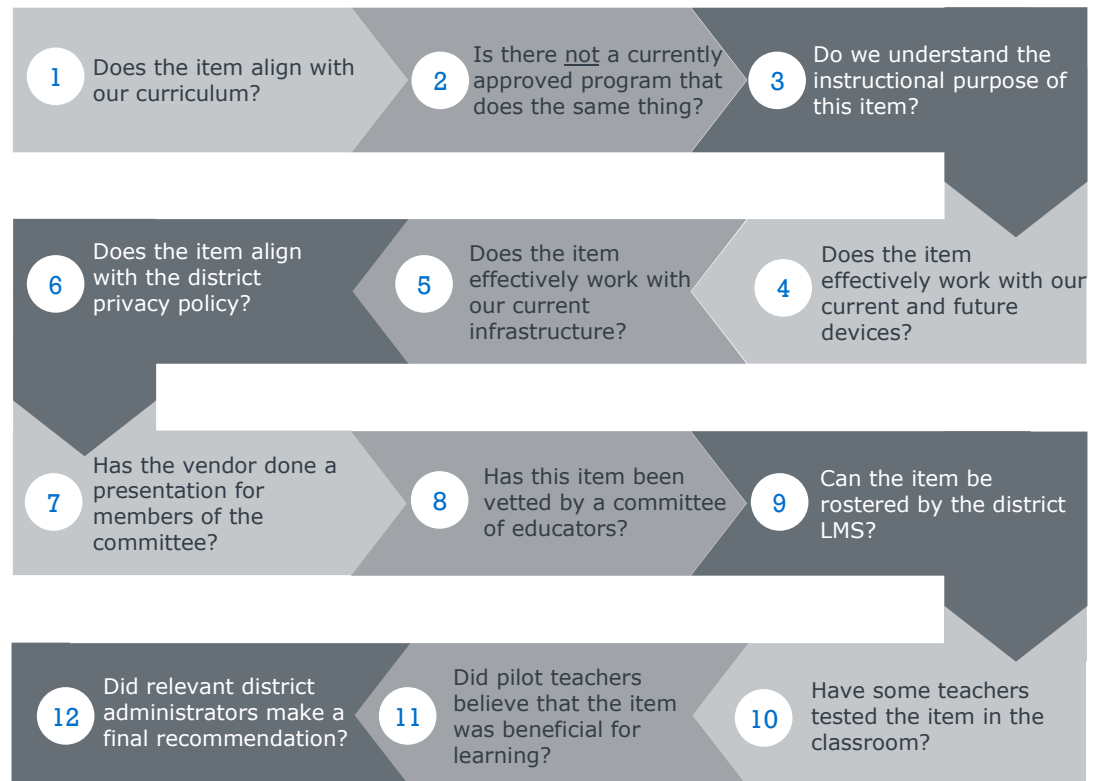 1
Does the item align with
our curriculum?
2
Is there not a currently
approved program that
does the same thing?
3
Do we understand the
instructional purpose of
this item?
4
Does the item
effectively work with our
current and future
devices?
5
Does the item
effectively work with
our current
infrastructure?
6
Does the item align
with the district
privacy policy?
7
Has the vendor done a
presentation for
members of the
committee?
8
Has this item been
vetted by a committee
of educators?
9
Can the item be
rostered by the district
LMS?
10
Have some teachers
tested the item in the
classroom?
11
Did pilot teachers
believe that the item
was beneficial for
learning?
12
Did relevant district
administrators make a
final recommendation?